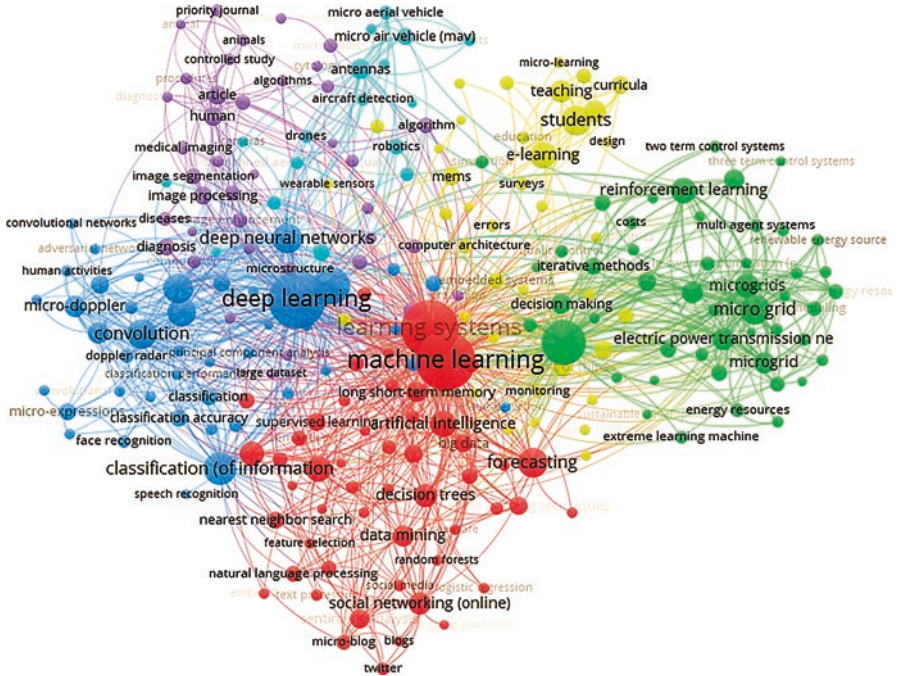 priority journal
micro aerial vehicle
animals
micro air vehicle (mav)
controlled study
micro-learning
antennas
procedures
algorithms
teaching
curricula
article
aircraft detection
human
students
algorithm
drones
education
design
medical imaging
robotics
e-learning
two term control systems
three term control systems
image segmentation
mems
wearable sensors
surveys
image processing
reinforcement learning
convolutional networks
diseases
errors
costs
multi agent systems
deep neural networks
renewable energy source
diagnosis
computer architecture
human activities
microstructure
iterative methods
embedded systems
microgrids
micro-doppler
deep learning
decision making
micro grid
learning systems
convolution
electric power transmission ne
doppler radar
principal component analysis
machine learning
microgrid
classification performance
large dataset
long short-term memory
monitoring
classification
micro-expressions
classification accuracy
supervised learning
artificial intelligence
energy resources
face recognition
big data
extreme learning machine
classification (of information
forecasting
speech recognition
decision trees
nearest neighbor search
data mining
feature selection
random forests
natural language processing
social media
logistic regression
social networking (online)
micro-blog
blogs
twitter